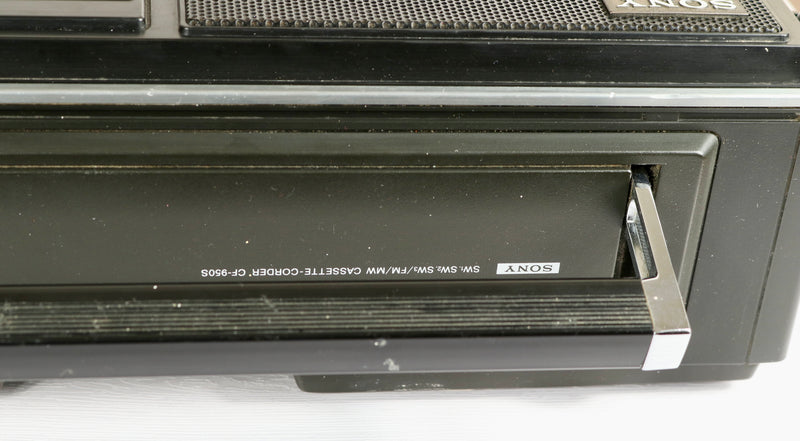 SONY
SONY SW1, SW2, SW3/FM/MW CASSETTE-CORDER, CF-950S